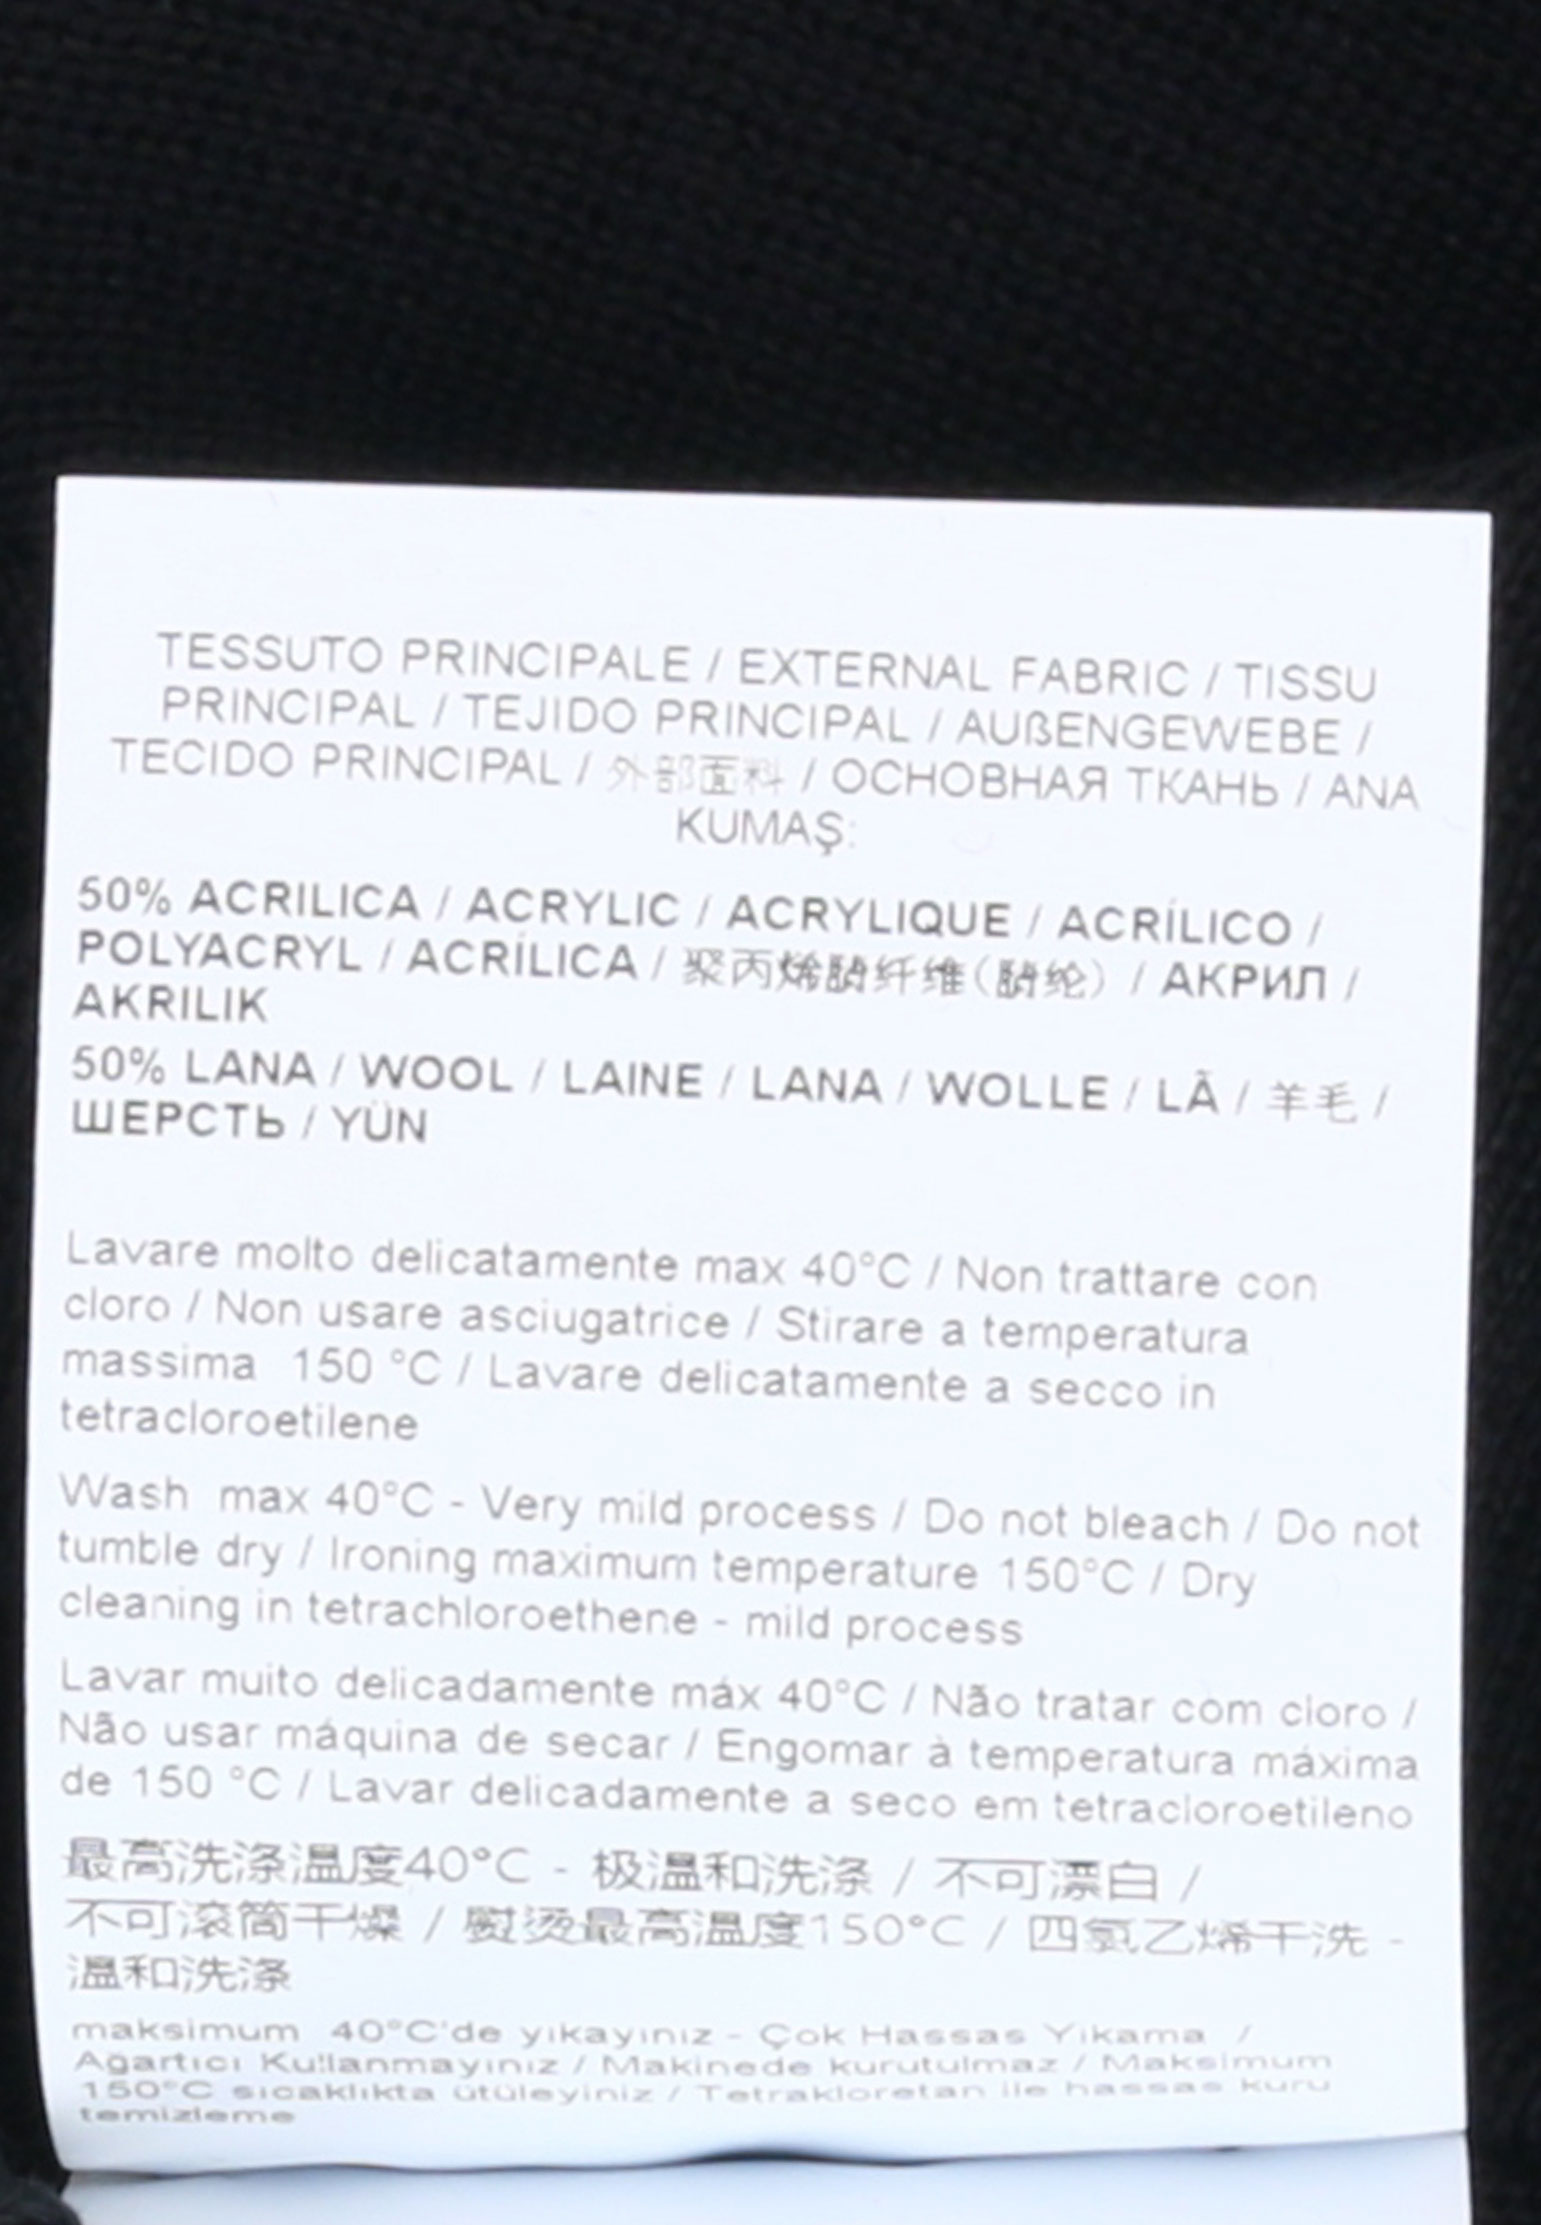 TESSUTO PRINCIPALE / EXTERNAL FABRIC / TISSU
PRINCIPAL / TEJIDO PRINCIPAL / AUßENGEWEBE /
TECIDO PRINCIPAL / 外部面料 / ОСНОВНАЯ ТКАНЬ / ANA
KUMAŞ:
50% ACRILICA / ACRYLIC / ACRYLIQUE / ACRÍLICO /
POLYACRYL / ACRÍLICA / 聚丙烯腈纤维(腈纶) / АКРИЛ /
AKRILIK
50% LANA / WOOL / LAINE / LANA / WOLLE / LÃ / 羊毛 /
ШЕРСТЬ / YÜN
Lavare molto delicatamente max 40°C / Non trattare con
cloro / Non usare asciugatrice / Stirare a temperatura
massima 150 °C / Lavare delicatamente a secco in
tetracloroetilene
Wash max 40°C - Very mild process / Do not bleach / Do not
tumble dry / Ironing maximum temperature 150°C / Dry
cleaning in tetrachloroethene - mild process
Lavar muito delicadamente máx 40°C / Não tratar com cloro /
Não usar máquina de secar / Engomar à temperatura máxima
de 150 °C / Lavar delicadamente a seco em tetracloroetileno
最高洗涤温度40°C - 极温和洗涤 / 不可漂白 /
不可滚筒干燥 / 熨烫最高温度150°C / 四氯乙烯干洗 -
温和洗涤
maksimum 40°C'de yıkayınız - Çok Hassas Yıkama /
Ağartıcı Kullanmayınız / Makinede kurutulmaz / Maksimum
150°C sıcaklıkta ütüleyiniz / Tetrakloretan ile hassas kuru
temizleme